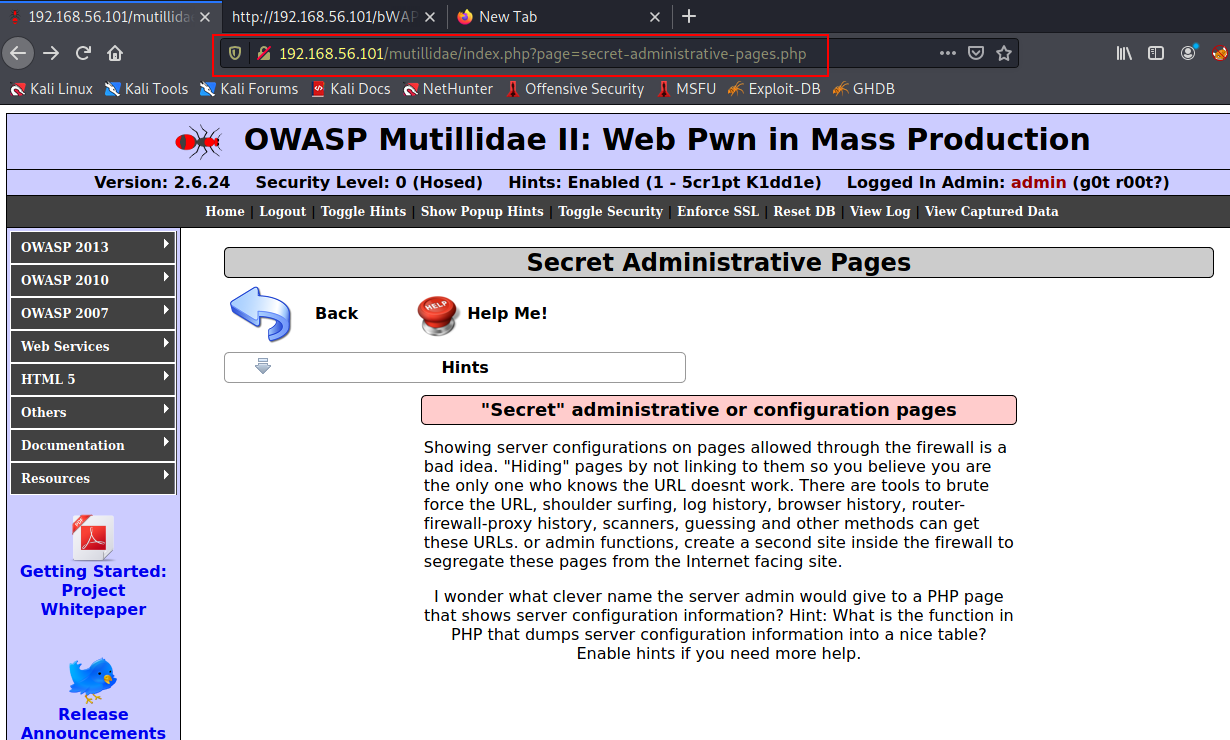 192.168.56.101/mutillidae
http://192.168.56.101/bWAP
New Tab
192.168.56.101/mutillidae/index.php?page=secret-administrative-pages.php
Kali Linux Kali Tools Kali Forums Kali Docs NetHunter Offensive Security MSFU Exploit-DB GHDB
OWASP Mutillidae II: Web Pwn in Mass Production
Version: 2.6.24 Security Level: 0 (Hosed) Hints: Enabled (1 - 5cr1pt K1dd1e) Logged In Admin: admin (g0t r00t?)
Home | Logout | Toggle Hints | Show Popup Hints | Toggle Security | Enforce SSL | Reset DB | View Log | View Captured Data
OWASP 2013
OWASP 2010
OWASP 2007
Web Services
HTML 5
Others
Documentation
Resources
PDF
Getting Started:
Project
Whitepaper
Release
Announcements
Secret Administrative Pages
Back
HELP
Help Me!
Hints
"Secret" administrative or configuration pages
Showing server configurations on pages allowed through the firewall is a
bad idea. "Hiding" pages by not linking to them so you believe you are
the only one who knows the URL doesnt work. There are tools to brute
force the URL, shoulder surfing, log history, browser history, router-
firewall-proxy history, scanners, guessing and other methods can get
these URLs. or admin functions, create a second site inside the firewall to
segregate these pages from the Internet facing site.
I wonder what clever name the server admin would give to a PHP page
that shows server configuration information? Hint: What is the function in
PHP that dumps server configuration information into a nice table?
Enable hints if you need more help.